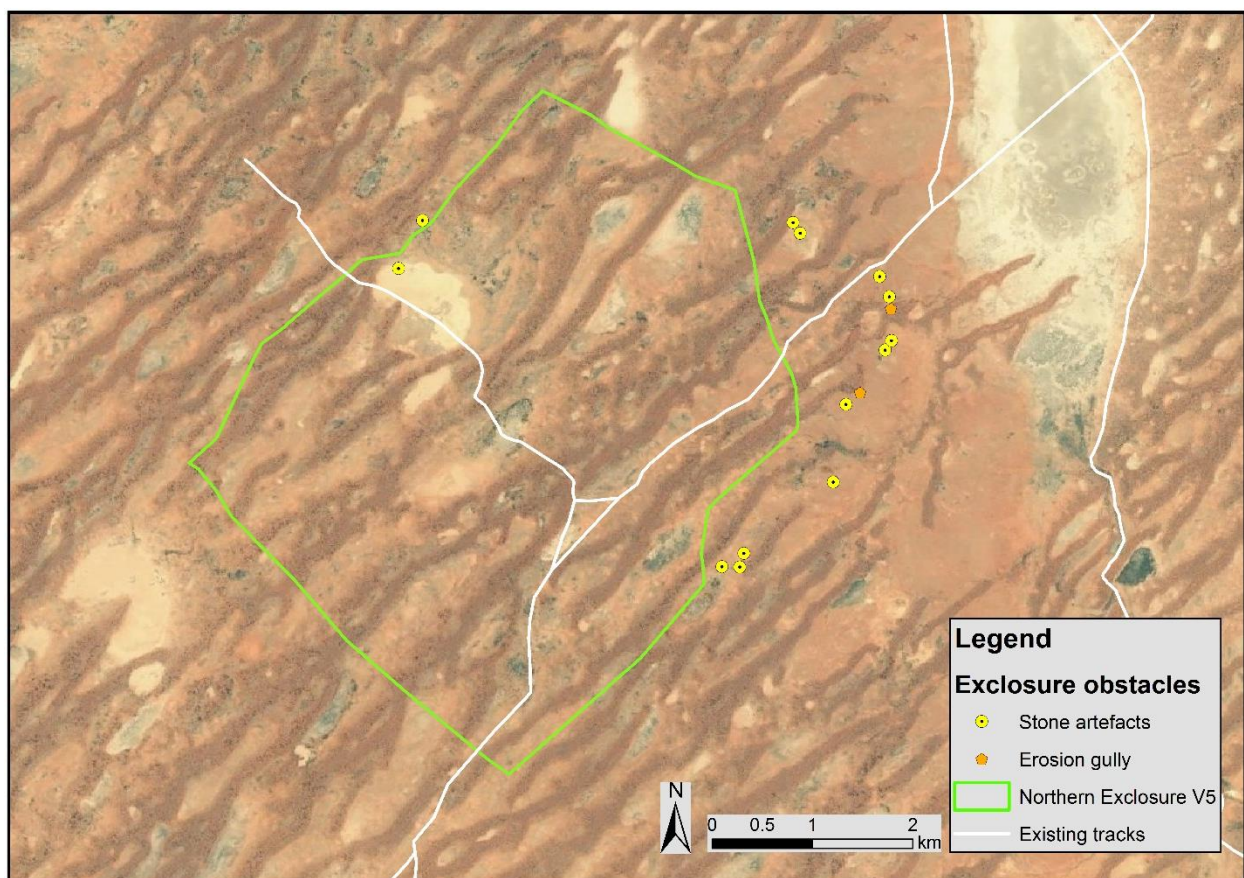 Legend
Exclosure obstacles
Stone artefacts
Erosion gully
Northern Exclosure V5
Existing tracks
N
0 0.5 1 2
km